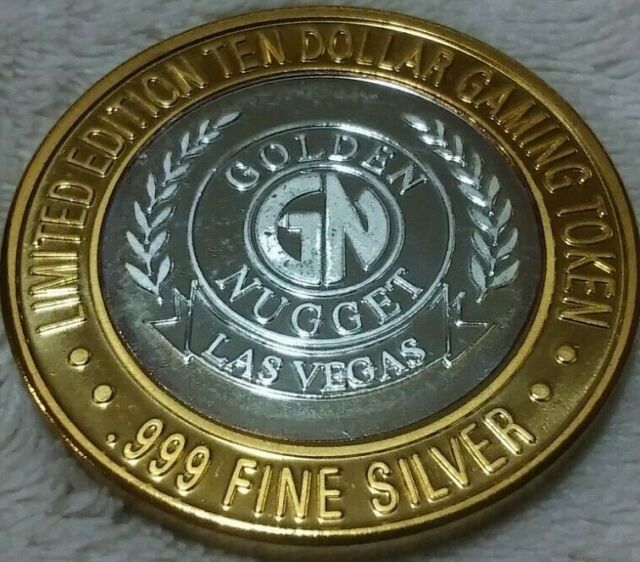 LIMITED EDITION TEN DOLLAR GAMING TOKEN
GOLDEN
GN
NUGGET
LAS VEGAS
.999 FINE SILVER